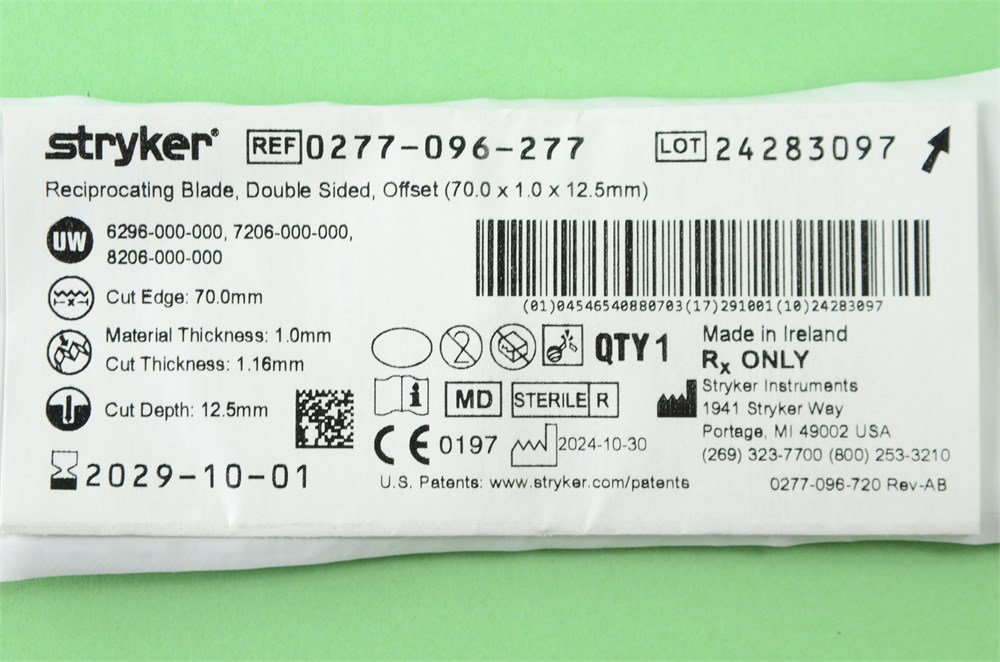 stryker® REF 0277-096-277 LOT 24283097
Reciprocating Blade, Double Sided, Offset (70.0 x 1.0 x 12.5mm)
UW 6296-000-000, 7206-000-000,
8206-000-000
Cut Edge: 70.0mm
Material Thickness: 1.0mm
Cut Thickness: 1.16mm
Cut Depth: 12.5mm
2029-10-01
(01)04546540880703(17)291001(10)24283097
2 QTY 1
i MD STERILE R
CE 0197 2024-10-30
U.S. Patents: www.stryker.com/patents
Made in Ireland
Rx ONLY
Stryker Instruments
1941 Stryker Way
Portage, MI 49002 USA
(269) 323-7700 (800) 253-3210
0277-096-720 Rev-AB